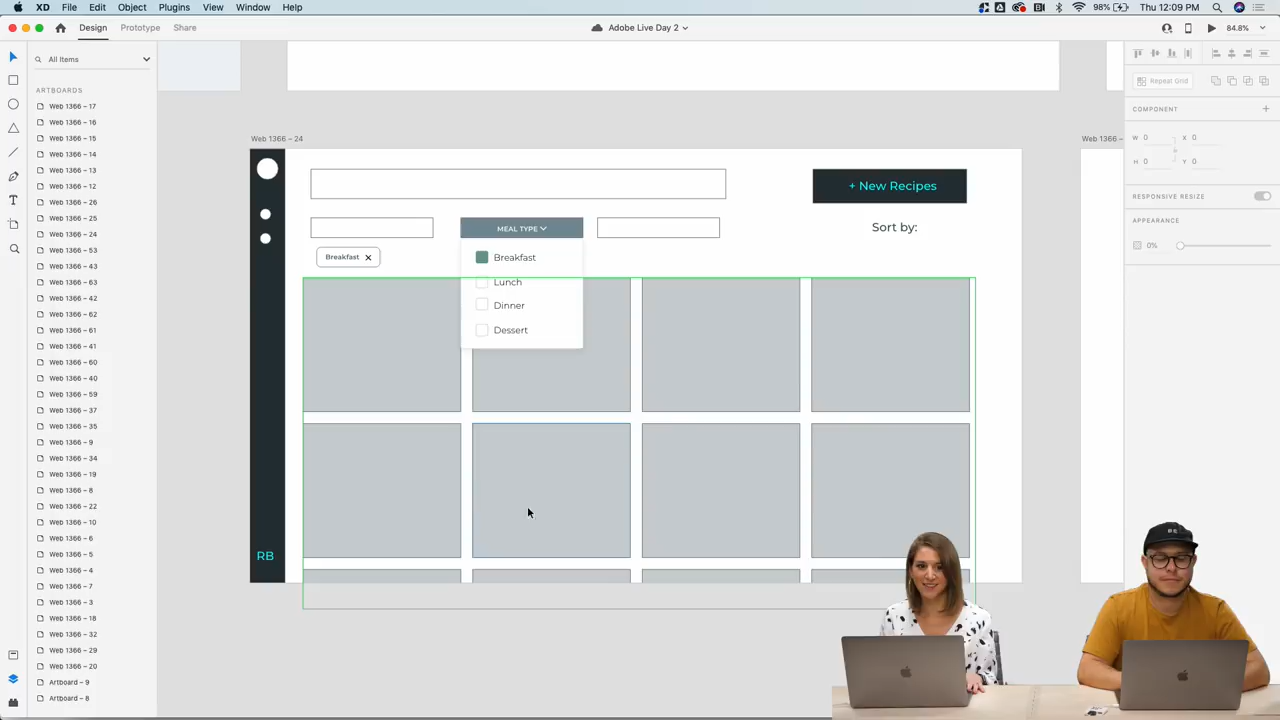 XD File Edit Object Plugins View Window Help
98% Thu 12:09 PM
Design Prototype Share
Adobe Live Day 2
84.8%
All Items
ARTBOARDS
Web 1366 – 17
Web 1366 – 16
Web 1366 – 15
Web 1366 – 14
Web 1366 – 13
Web 1366 – 12
Web 1366 – 26
Web 1366 – 25
Web 1366 – 24
Web 1366 – 53
Web 1366 – 43
Web 1366 – 63
Web 1366 – 42
Web 1366 – 62
Web 1366 – 61
Web 1366 – 41
Web 1366 – 60
Web 1366 – 40
Web 1366 – 59
Web 1366 – 37
Web 1366 – 35
Web 1366 – 9
Web 1366 – 34
Web 1366 – 19
Web 1366 – 8
Web 1366 – 22
Web 1366 – 10
Web 1366 – 6
Web 1366 – 5
Web 1366 – 4
Web 1366 – 7
Web 1366 – 3
Web 1366 – 18
Web 1366 – 32
Web 1366 – 29
Web 1366 – 20
Artboard – 9
Artboard – 8
Web 1366 – 24
Web 1366 –
+ New Recipes
MEAL TYPE
Sort by:
Breakfast
Breakfast
Lunch
Dinner
Dessert
RB
Repeat Grid
COMPONENT
W 0 X 0
H 0 Y 0
RESPONSIVE RESIZE
APPEARANCE
0%